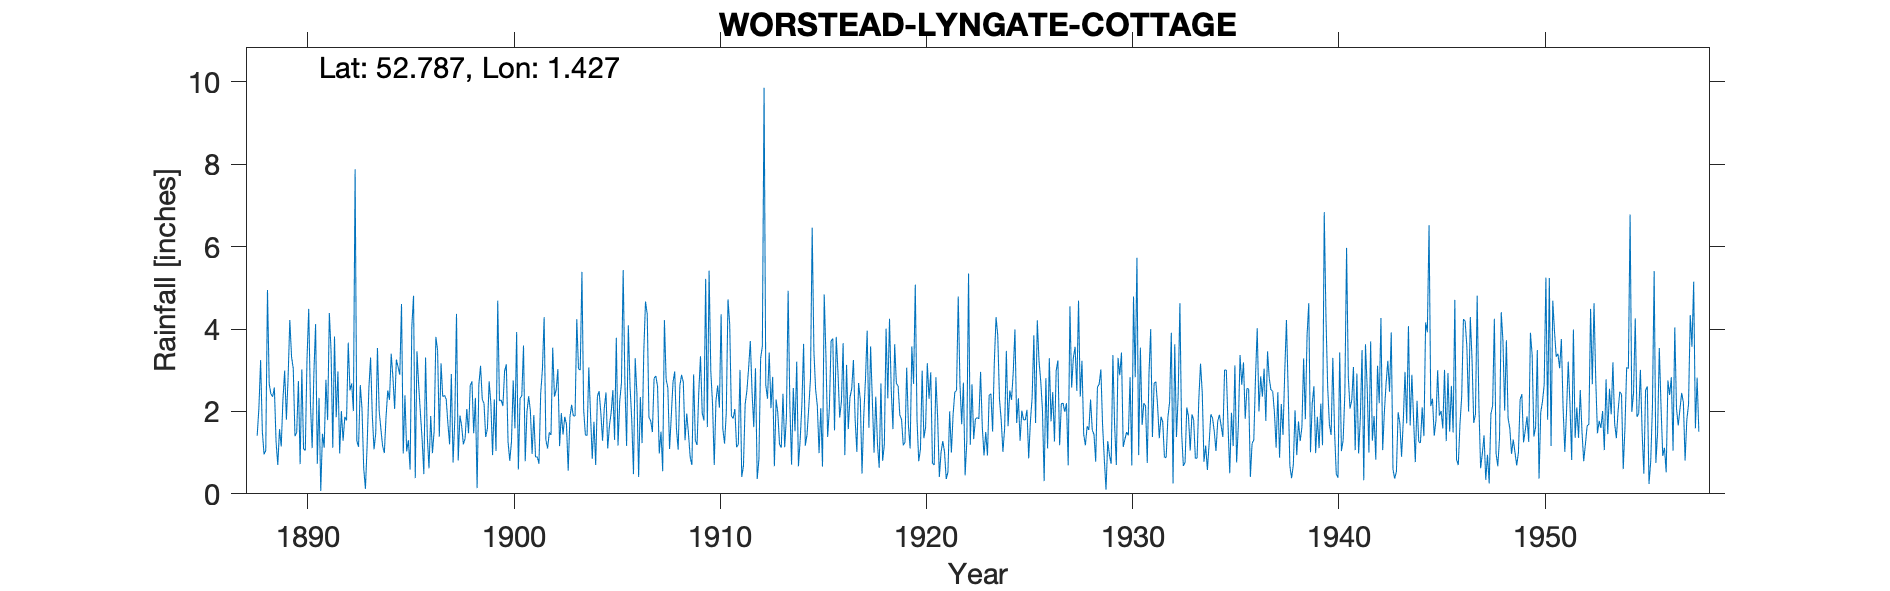 WORSTEAD-LYNGATE-COTTAGE
Lat: 52.787, Lon: 1.427
10
8
6
4
2
0
Rainfall [inches]
1890 1900 1910 1920 1930 1940 1950
Year